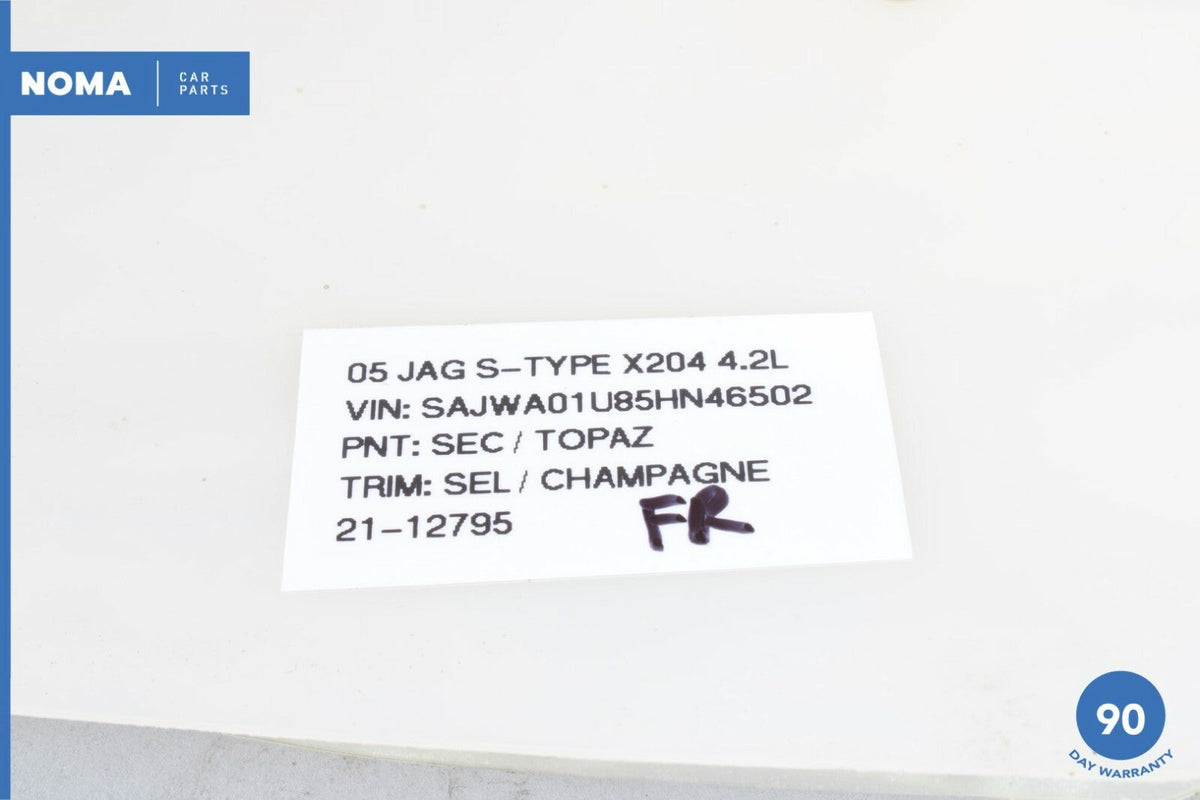 NOMA
CAR
PARTS
05 JAG S-TYPE X204 4.2L
VIN: SAJWA01U85HN46502
PNT: SEC / TOPAZ
TRIM: SEL / CHAMPAGNE
21-12795
FR
90
DAY WARRANTY